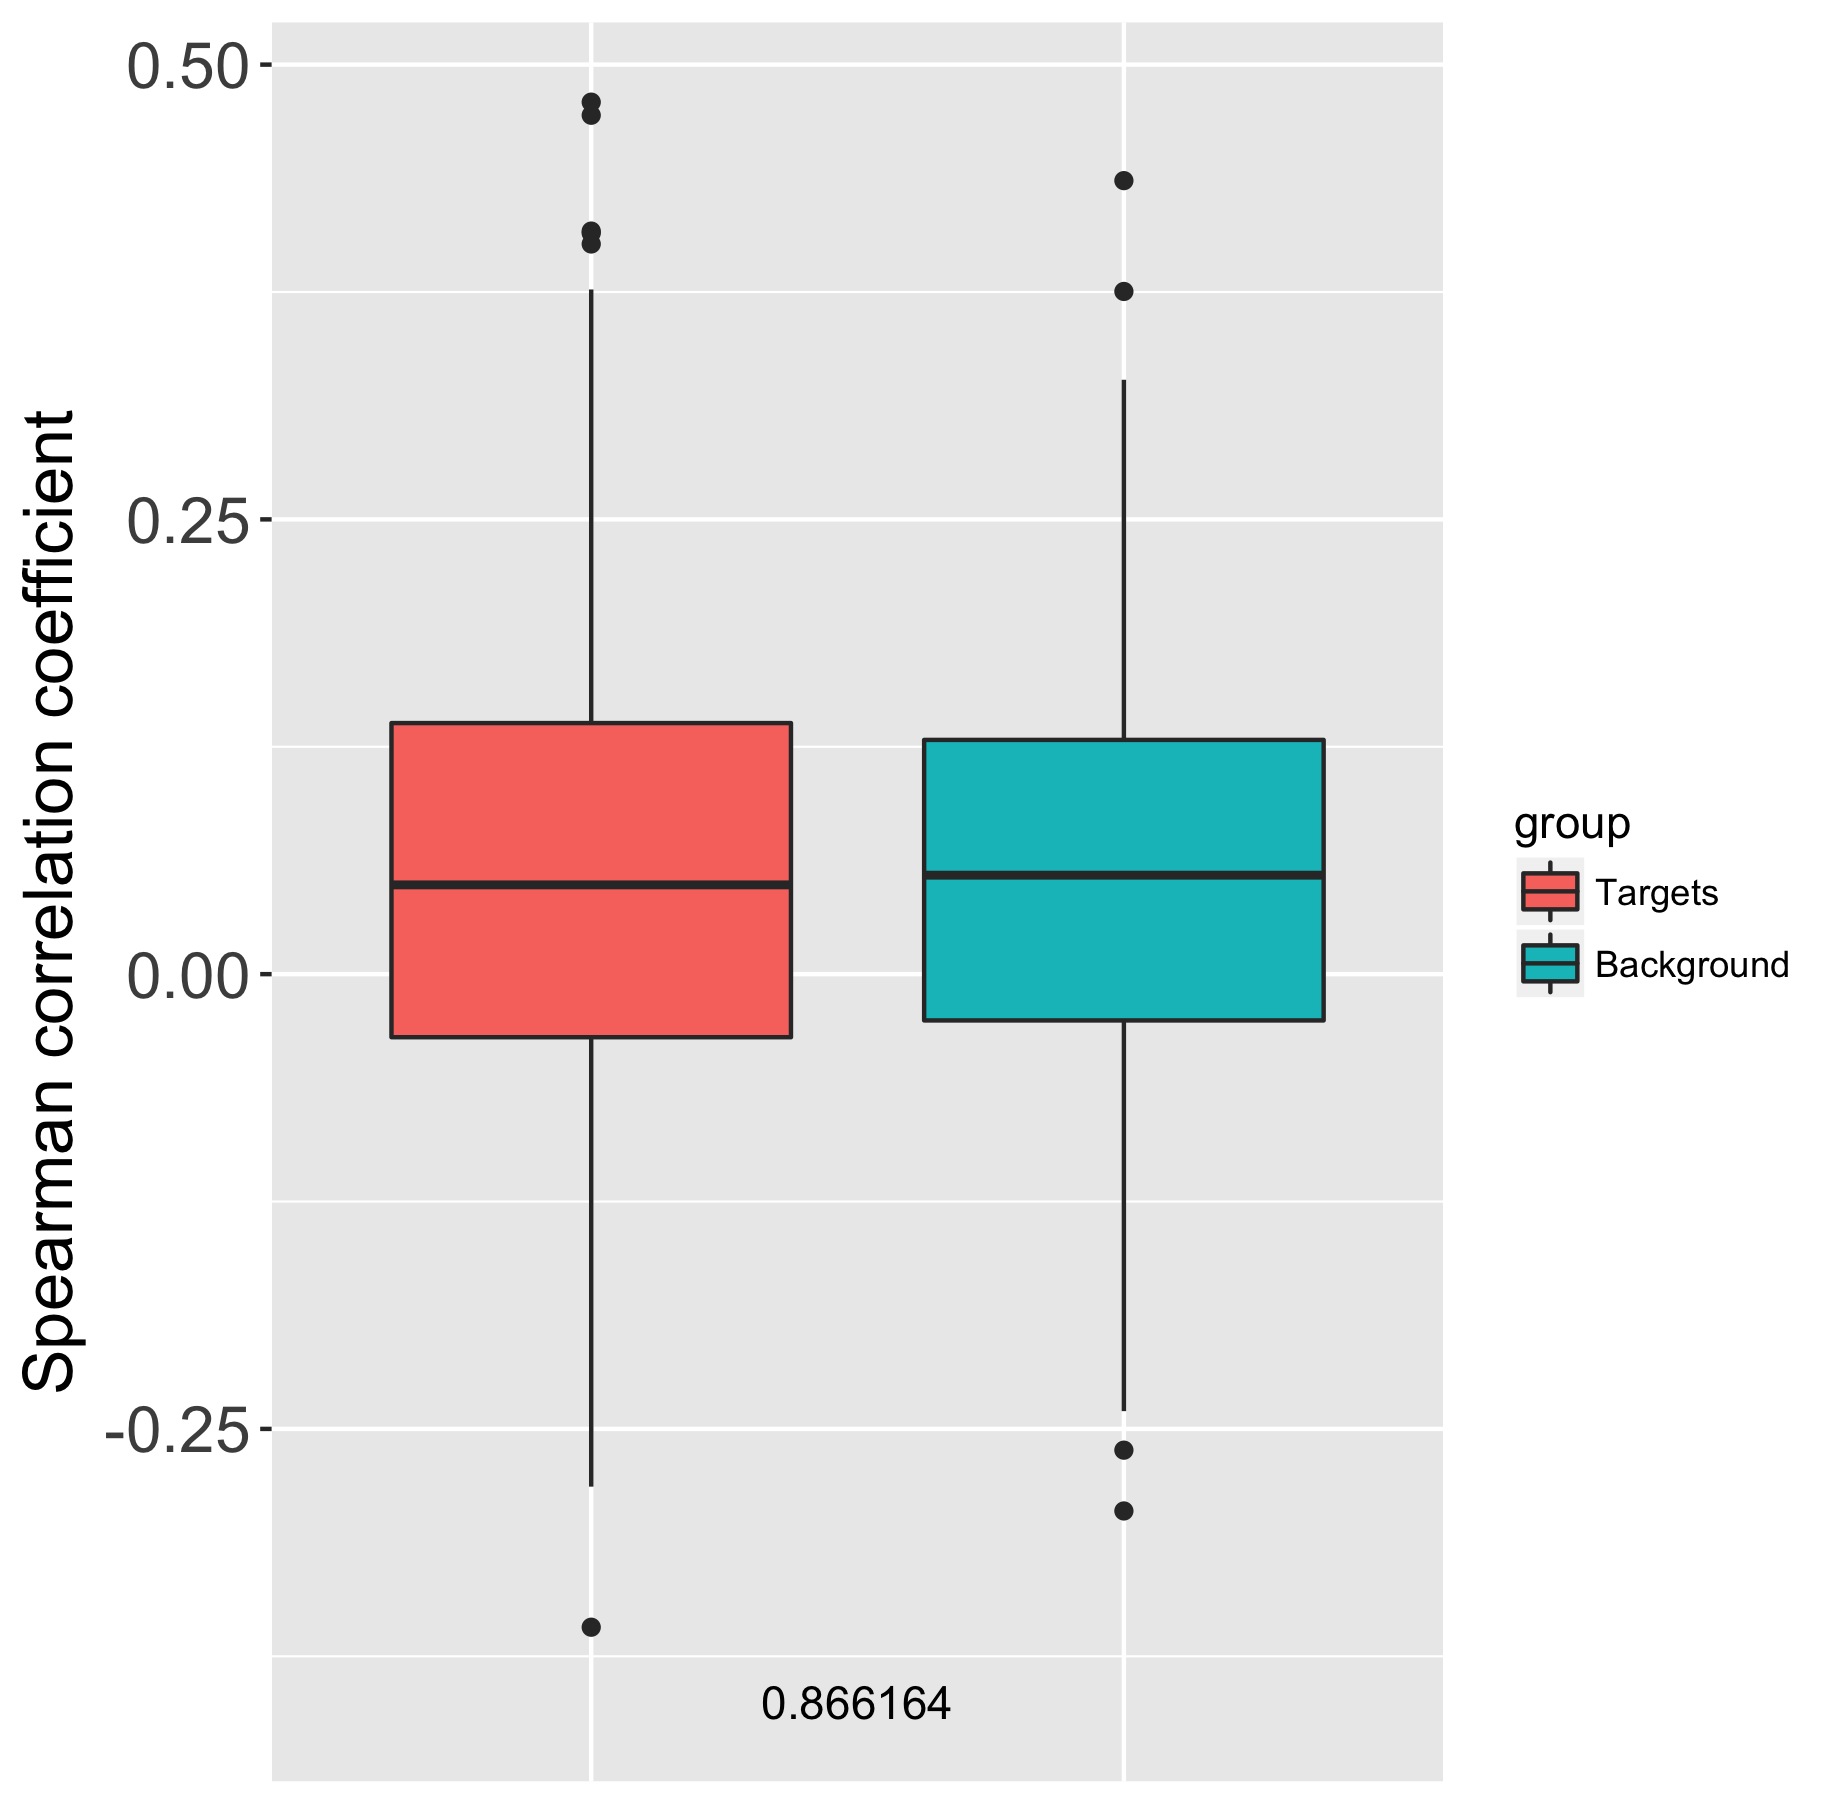 0.50
0.25
0.00
-0.25
Spearman correlation coefficient
0.866164
group
Targets
Background